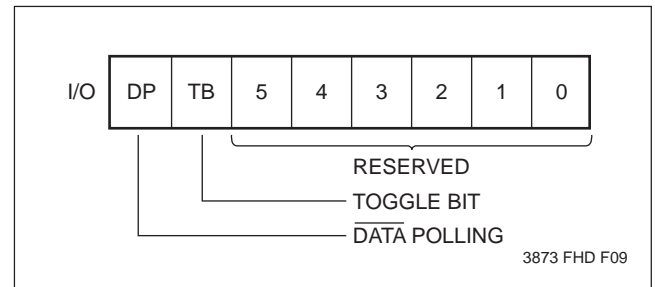 I/O DP TB 5 4 3 2 1 0
RESERVED
TOGGLE BIT
DATA POLLING
3873 FHD F09